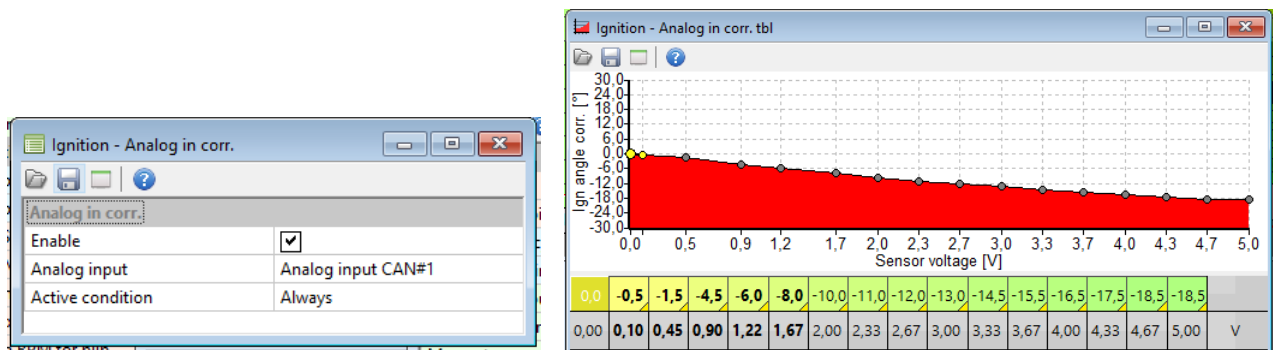 Ignition - Analog in corr.
Analog in corr.
Enable
Analog input Analog input CAN#1
Active condition Always
Ignition - Analog in corr. tbl
Ign angle corr. [°]
30,0
24,0
18,0
12,0
6,0
0,0
-6,0
-12,0
-18,0
-24,0
-30,0
0,0 0,5 0,9 1,2 1,7 2,0 2,3 2,7 3,0 3,3 3,7 4,0 4,3 4,7 5,0
Sensor voltage [V]
0,0 -0,5 -1,5 -4,5 -6,0 -8,0 -10,0 -11,0 -12,0 -13,0 -14,5 -15,5 -16,5 -17,5 -18,5 -18,5
0,00 0,10 0,45 0,90 1,22 1,67 2,00 2,33 2,67 3,00 3,33 3,67 4,00 4,33 4,67 5,00 V